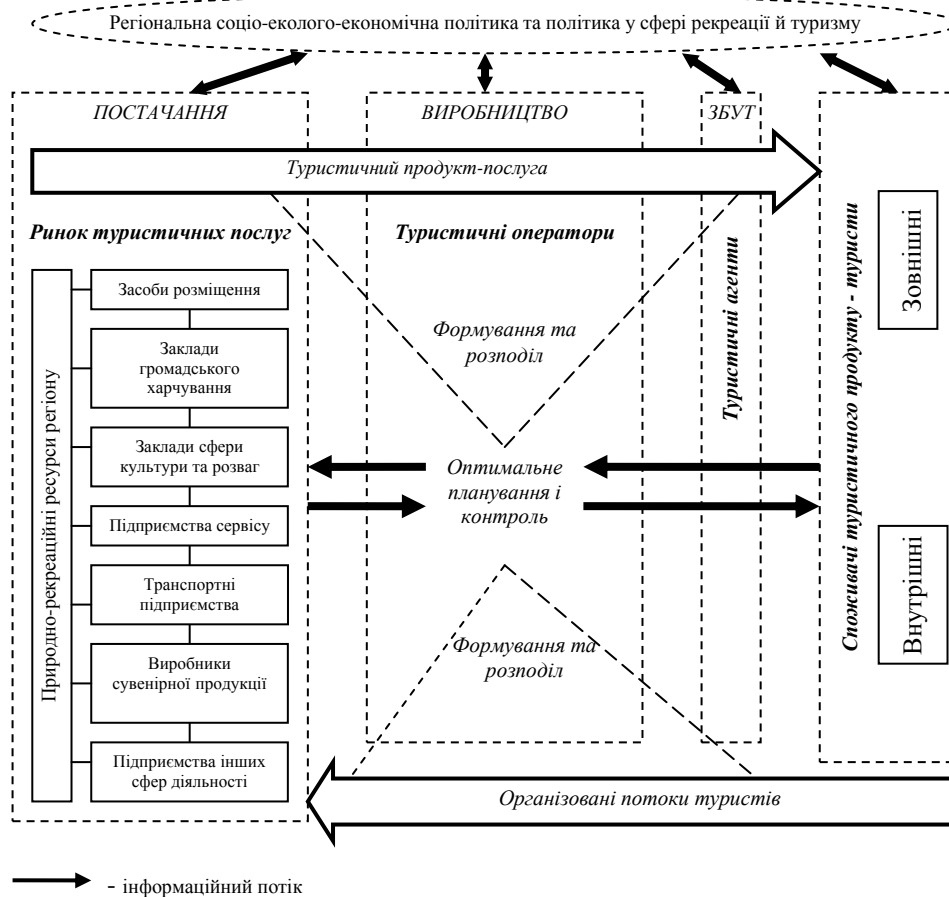 Регіональна соціо-еколого-економічна політика та політика у сфері рекреації й туризму
ПОСТАЧАННЯ
ВИРОБНИЦТВО
ЗБУТ
Туристичний продукт-послуга
Ринок туристичних послуг
Туристичні оператори
Туристичні агенти
Споживачі туристичного продукту - туристи
Зовнішні
Внутрішні
Природно-рекреаційні ресурси регіону
Засоби розміщення
Заклади
громадського
харчування
Заклади сфери
культури та розваг
Підприємства сервісу
Транспортні
підприємства
Виробники
сувенірної продукції
Підприємства інших
сфер діяльності
Формування та
розподіл
Оптимальне
планування і
контроль
Формування та
розподіл
Організовані потоки туристів
- інформаційний потік